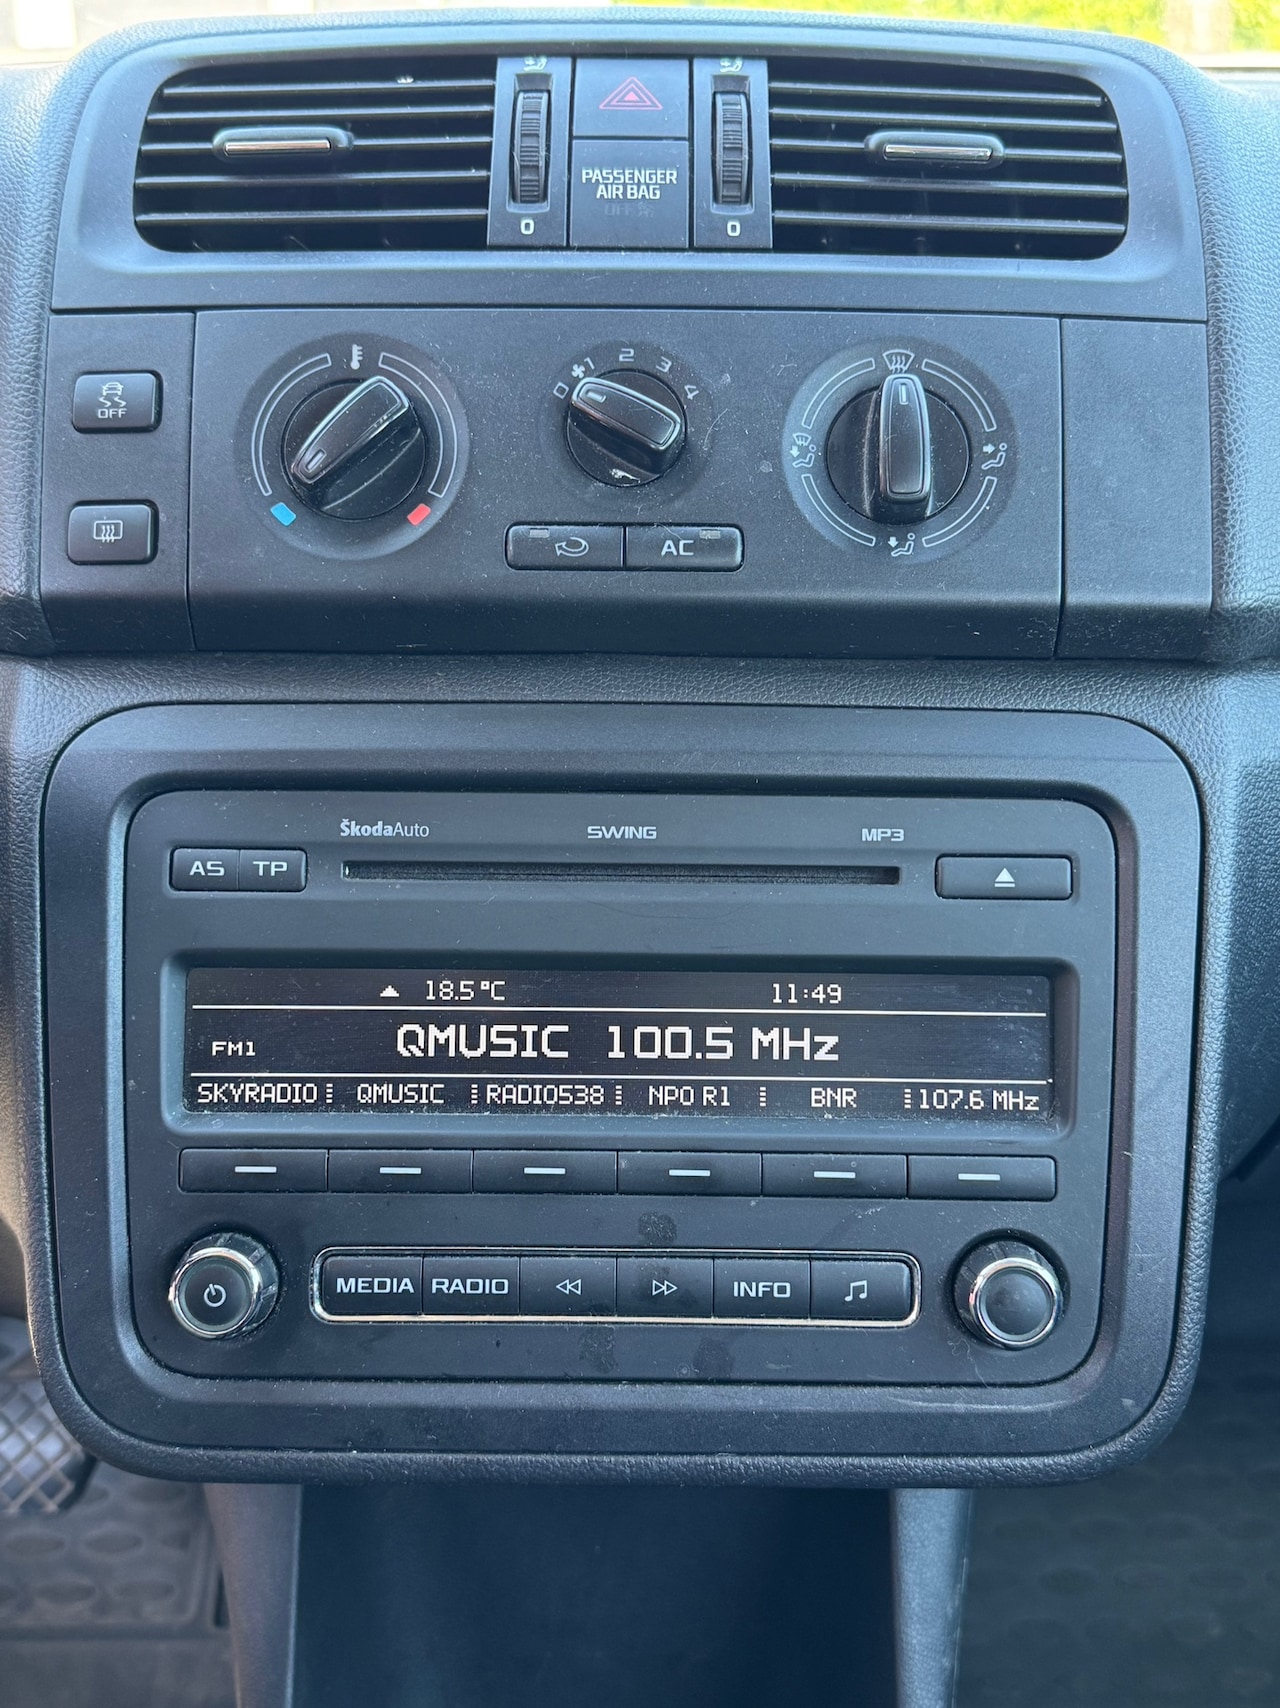 PASSENGER
AIR BAG
OFF
0
0
OFF
0 1 2 3 4
AC
ŠkodaAuto SWING MP3
AS TP
18.5°C 11:49
FM1 QMUSIC 100.5 MHz
SKYRADIO QMUSIC RADIO538 NPO R1 BNR 107.6 MHz
MEDIA RADIO INFO